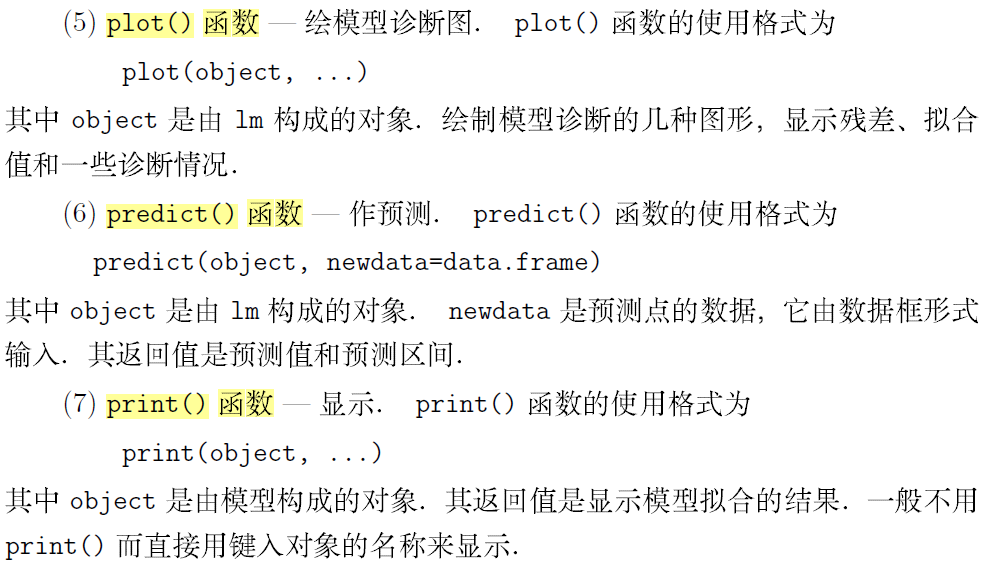 (5) plot() 函数 — 绘模型诊断图. plot() 函数的使用格式为
plot(object, ...)
其中 object 是由 lm 构成的对象. 绘制模型诊断的几种图形, 显示残差、拟合
值和一些诊断情况.
(6) predict() 函数 — 作预测. predict() 函数的使用格式为
predict(object, newdata=data.frame)
其中 object 是由 lm 构成的对象. newdata 是预测点的数据, 它由数据框形式
输入. 其返回值是预测值和预测区间.
(7) print() 函数 — 显示. print() 函数的使用格式为
print(object, ...)
其中 object 是由模型构成的对象. 其返回值是显示模型拟合的结果. 一般不用
print() 而直接用键入对象的名称来显示.